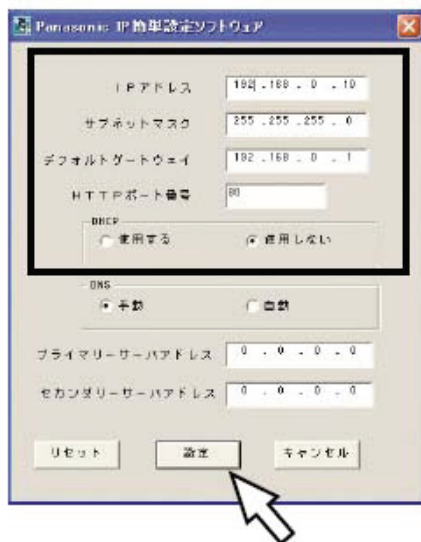 Panasonic IP簡単設定ソフトウェア
IPアドレス 192.168.0.10
サブネットマスク 255.255.255.0
デフォルトゲートウェイ 192.168.0.1
HTTPポート番号 80
DHCP
使用する 使用しない
DNS
手動 自動
プライマリーサーバアドレス 0.0.0.0
セカンダリーサーバアドレス 0.0.0.0
リセット 設定 キャンセル